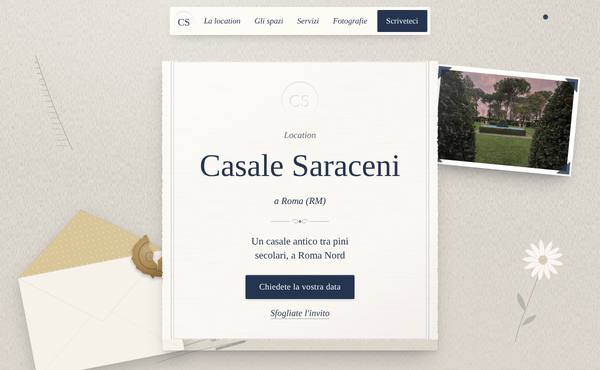 CS
La location
Gli spazi
Servizi
Fotografie
Scriveteci
CS
Location
Casale Saraceni
a Roma (RM)
Un casale antico tra pini
secolari, a Roma Nord
Chiedete la vostra data
Sfogliate l'invito